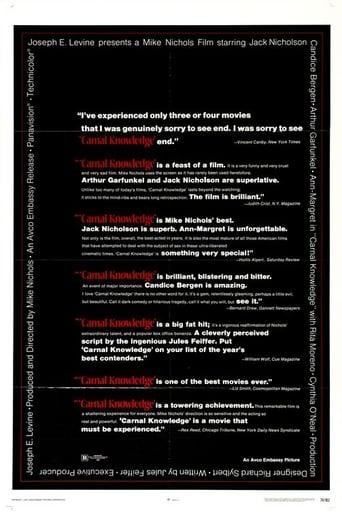 Joseph E. Levine presents a Mike Nichols Film starring Jack Nicholson
Candice Bergen • Arthur Garfunkel • Ann-Margret in "Carnal Knowledge" with Rita Moreno • Cynthia O'Neal • Production
Designer Richard Sylbert • Written by Jules Feiffer • Executive Producer
Joseph E. Levine • Produced and Directed by Mike Nichols • An Avco Embassy Release • Panavision® • Technicolor®
"I've experienced only three or four movies
that I was genuinely sorry to see end. I was sorry to see
'Carnal Knowledge' end."
—Vincent Canby, New York Times
"'Carnal Knowledge' is a feast of a film. It is a very funny and very cruel
and very sad film. Mike Nichols uses the screen as it has rarely been used heretofore.
Arthur Garfunkel and Jack Nicholson are superlative.
Unlike too many of today's films, 'Carnal Knowledge' lasts beyond the watching;
it sticks to the mind-ribs and bears long retrospection. The film is brilliant."
—Judith Crist, N.Y. Magazine
"'Carnal Knowledge' is Mike Nichols' best.
Jack Nicholson is superb. Ann-Margret is unforgettable.
Not only is the film, overall, the best acted in years. It is also the most mature of all those American films
that have attempted to deal with the subject of sex in these ultra-liberated
cinematic times. 'Carnal Knowledge' is something very special!"
—Hollis Alpert, Saturday Review
"'Carnal Knowledge' is brilliant, blistering and bitter.
An event of major importance. Candice Bergen is amazing.
I love 'Carnal Knowledge' there is no other word for it. It's a gem, relentlessly gleaming, perhaps a little evil,
but beautiful. Call it dark comedy or hilarious tragedy, call it what you will, but see it."
—Bernard Drew, Gannett Newspapers
"'Carnal Knowledge' is a big fat hit; it's a vigorous reaffirmation of Nichols'
extraordinary talent, and a popular box office bonanza. A cleverly perceptive
script by the ingenious Jules Feiffer. Put
'Carnal Knowledge' on your list of the year's
best contenders."
—William Wolf, Cue Magazine
"'Carnal Knowledge' is one of the best movies ever."
—Liz Smith, Cosmopolitan Magazine
"'Carnal Knowledge' is a towering achievement. This remarkable film is
a shattering experience for everyone. Mike Nichols' direction is so sensitive and the acting so
real and powerful. 'Carnal Knowledge' is a movie that
must be experienced."
—Rex Reed, Chicago Tribune, New York Daily News Syndicate
R
An Avco Embassy Picture